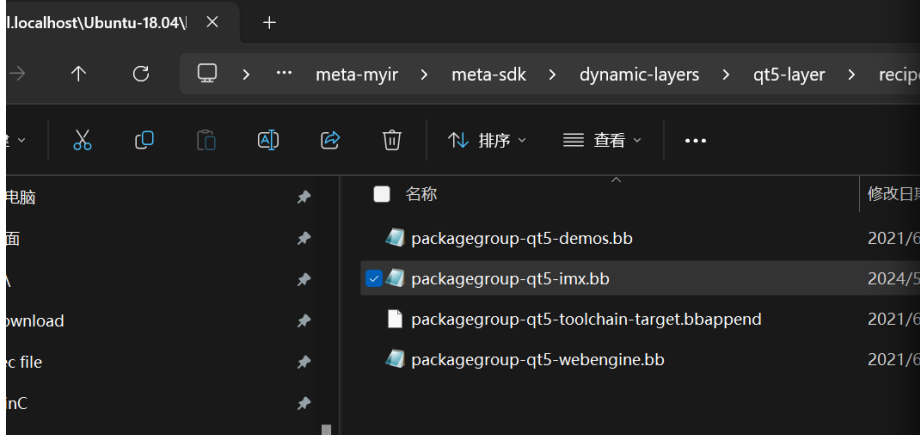 l.localhost\Ubuntu-18.04\
meta-myir > meta-sdk > dynamic-layers > qt5-layer >
排序 查看
名称 修改日期
电脑
packagegroup-qt5-demos.bb 2021/6
packagegroup-qt5-imx.bb 2024/5
packagegroup-qt5-toolchain-target.bbappend 2021/6
ownload
packagegroup-qt5-webengine.bb 2021/6
ec file
inC